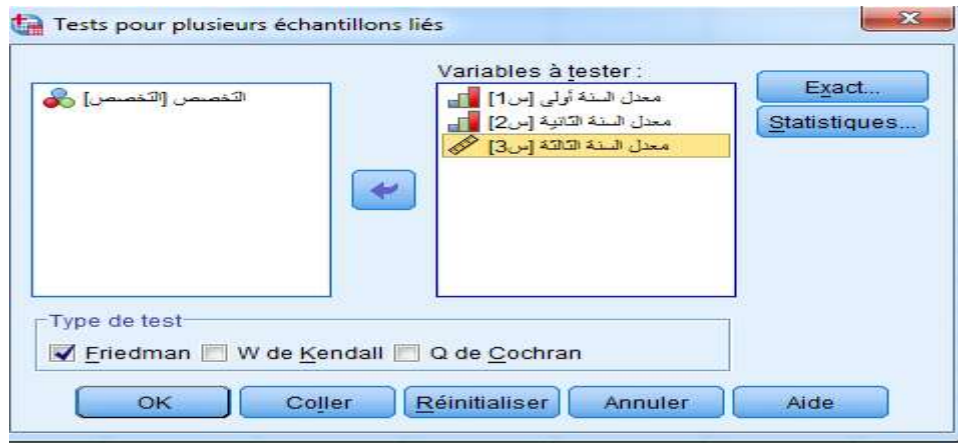 Tests pour plusieurs échantillons liés
التخصص [التخصص]
Variables à tester :
معدل السنة أولى [س1]
معدل السنة الثانية [س2]
معدل السنة الثالثة [س3]
Exact...
Statistiques...
Type de test
Friedman W de Kendall Q de Cochran
OK Coller Réinitialiser Annuler Aide